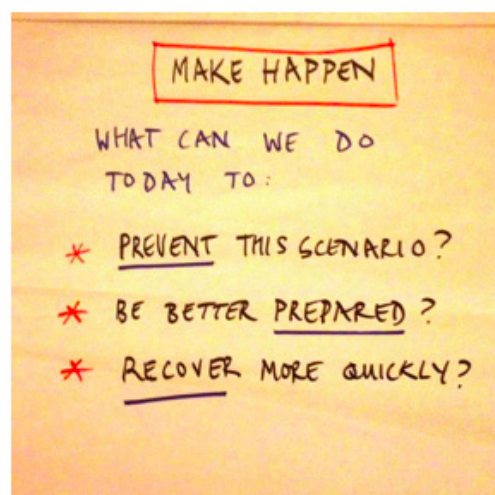 MAKE HAPPEN
WHAT CAN WE DO
TODAY TO:
* PREVENT THIS SCENARIO?
* BE BETTER PREPARED?
* RECOVER MORE QUICKLY?